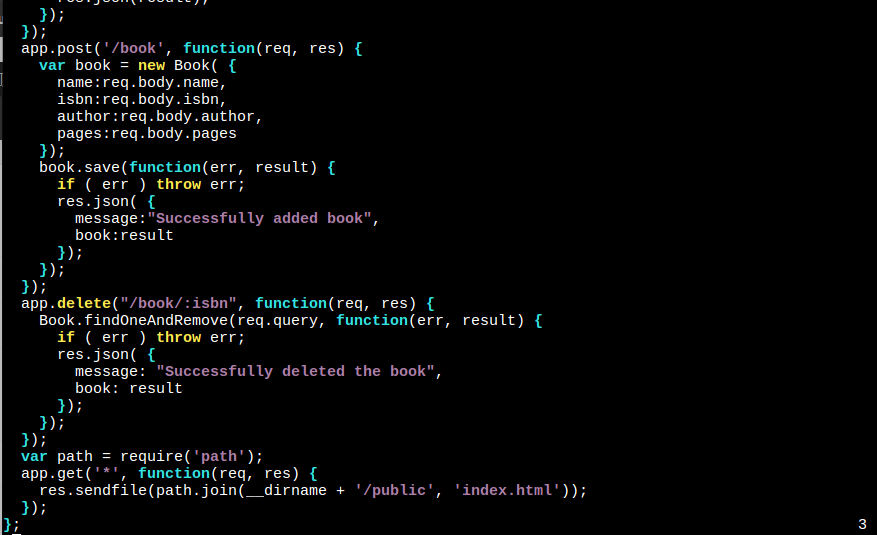 res.json(result);
    });
  });
  app.post('/book', function(req, res) {
    var book = new Book( {
      name:req.body.name,
      isbn:req.body.isbn,
      author:req.body.author,
      pages:req.body.pages
    });
    book.save(function(err, result) {
      if ( err ) throw err;
      res.json( {
        message:"Successfully added book",
        book:result
      });
    });
  });
  app.delete("/book/:isbn", function(req, res) {
    Book.findOneAndRemove(req.query, function(err, result) {
      if ( err ) throw err;
      res.json( {
        message: "Successfully deleted the book",
        book: result
      });
    });
  });
  var path = require('path');
  app.get('*', function(req, res) {
    res.sendfile(path.join(__dirname + '/public', 'index.html'));
  });
};
3